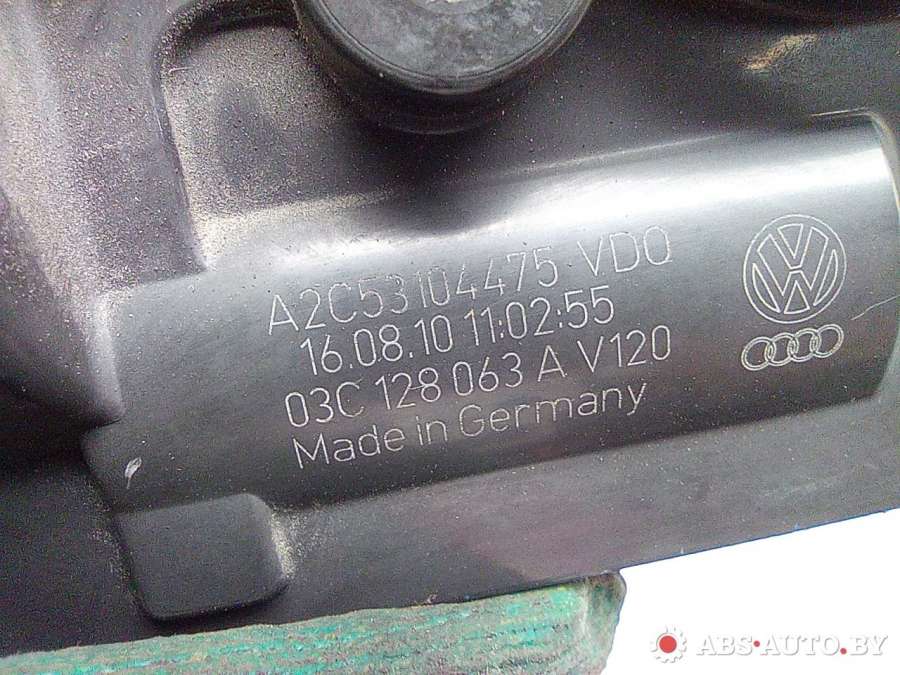 A2C53104475 VDO
16.08.10 11:02:55
03C 128 063 A V120
Made in Germany
ABS-AUTO.BY